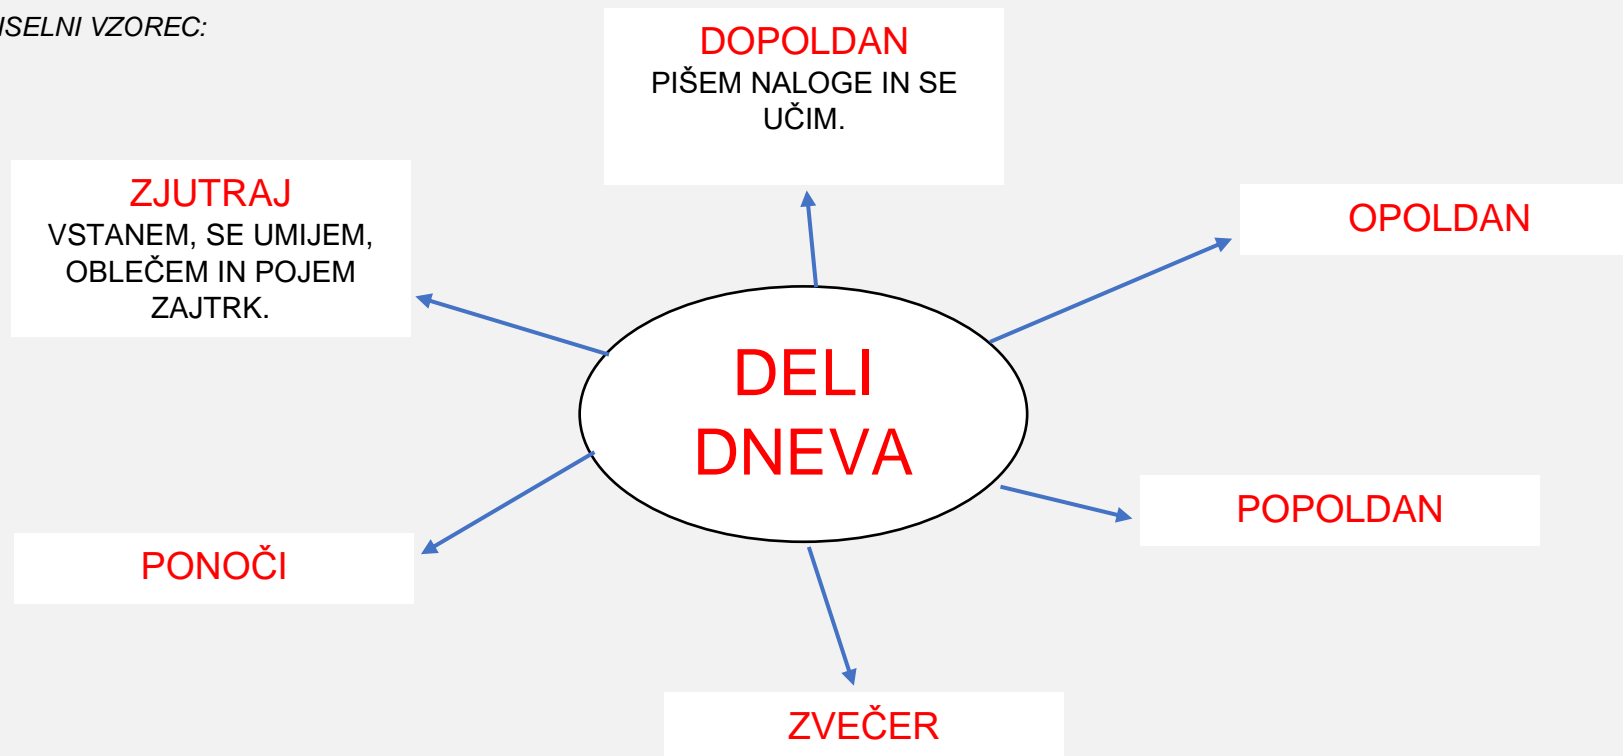 ISELNI VZOREC:
DOPOLDAN
PIŠEM NALOGE IN SE
UČIM.
ZJUTRAJ
VSTANEM, SE UMIJEM,
OBLEČEM IN POJEM
ZAJTRK.
OPOLDAN
DELI
DNEVA
POPOLDAN
PONOČI
ZVEČER